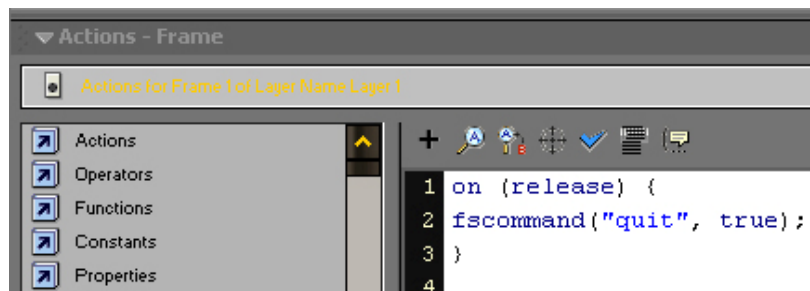 Actions - Frame
Actions for Frame 1 of Layer Name Layer 1
Actions
Operators
Functions
Constants
Properties
1 on (release) {
2 fscommand("quit", true);
3 }
4